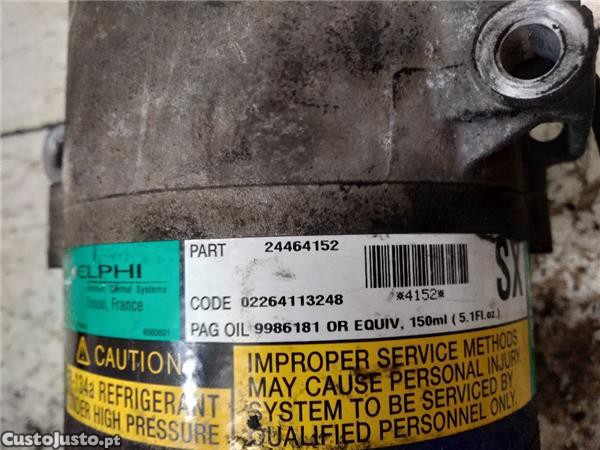 PART 24464152
ELPHI
SX
*4152*
France
CODE 02264113248
6560601
PAG OIL 9986181 OR EQUIV, 150ml (5.1Fl.oz.)
CAUTION
IMPROPER SERVICE METHODS
MAY CAUSE PERSONAL INJURY.
SYSTEM TO BE SERVICED BY
QUALIFIED PERSONNEL ONLY.
134a REFRIGERANT
UNDER HIGH PRESSURE
CustoJusto.pt